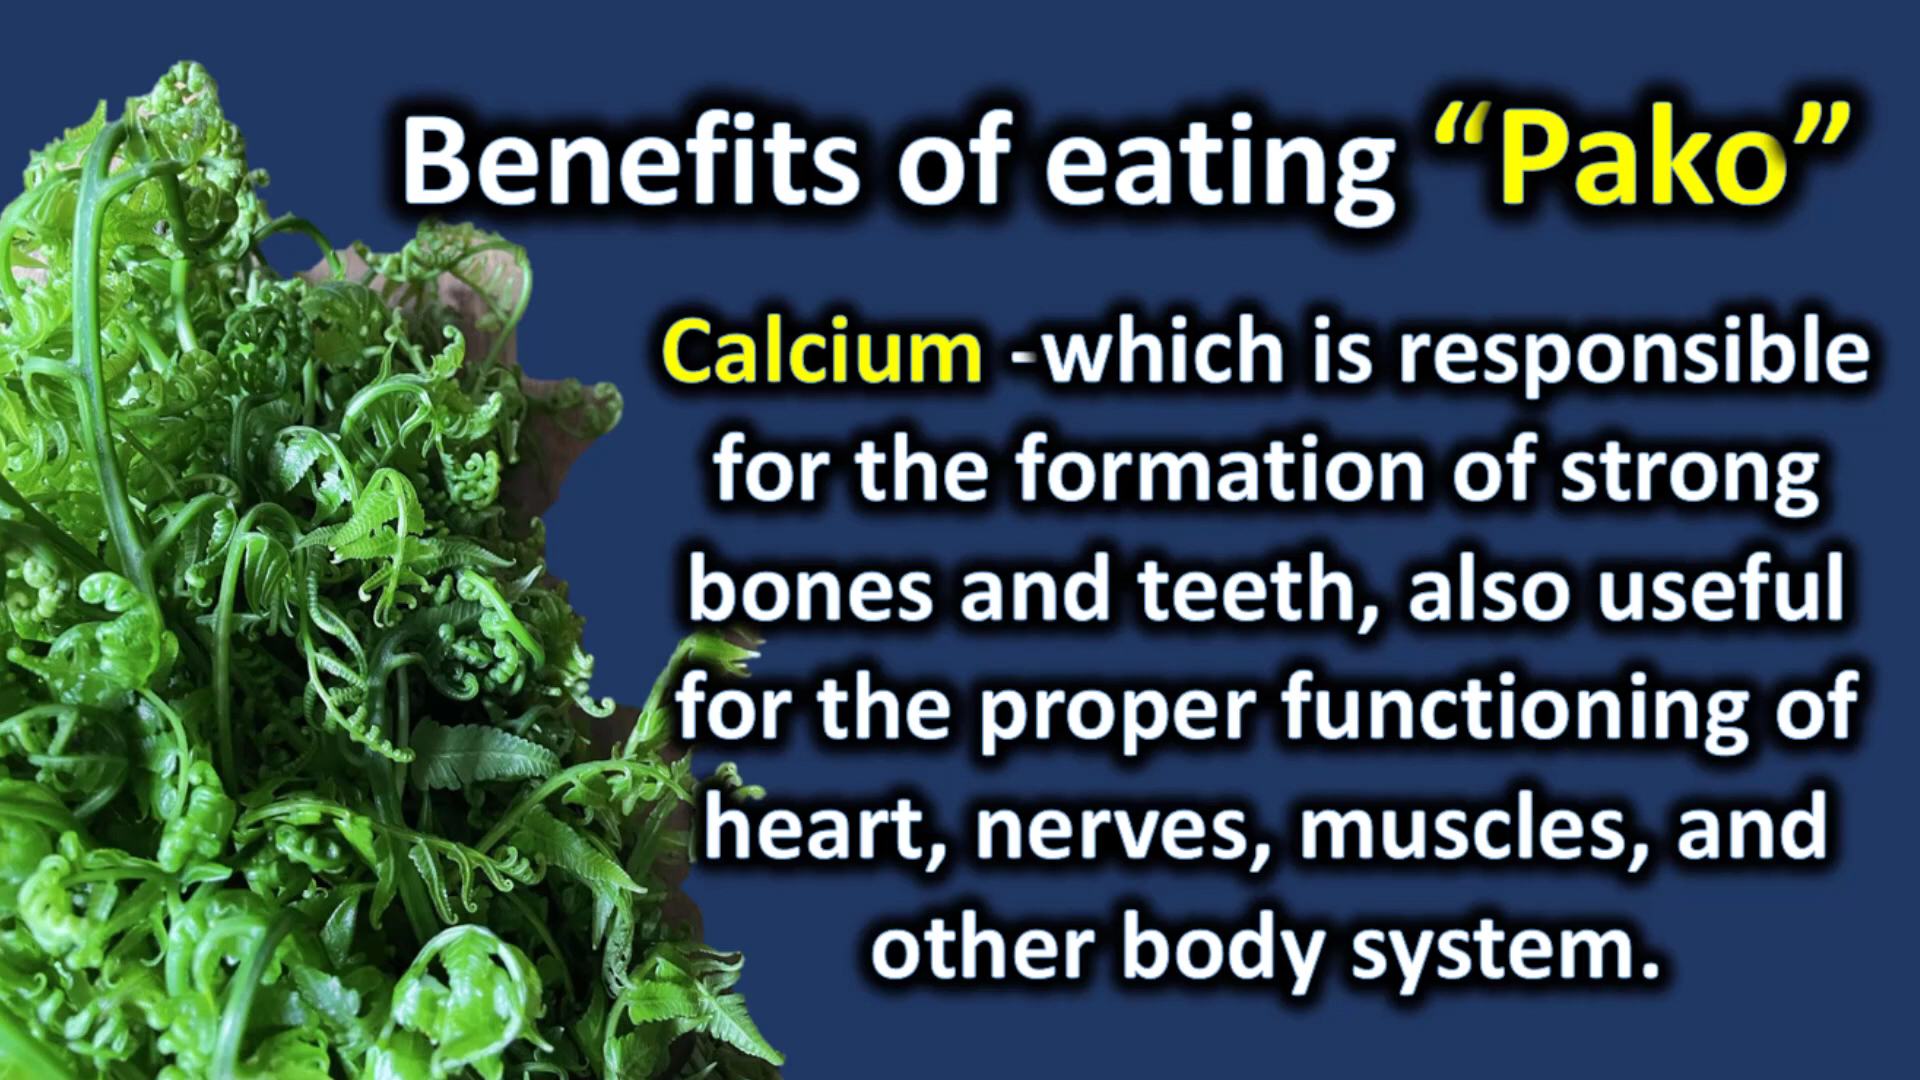 Benefits of eating “Pako”
Calcium -which is responsible
for the formation of strong
bones and teeth, also useful
for the proper functioning of
heart, nerves, muscles, and
other body system.